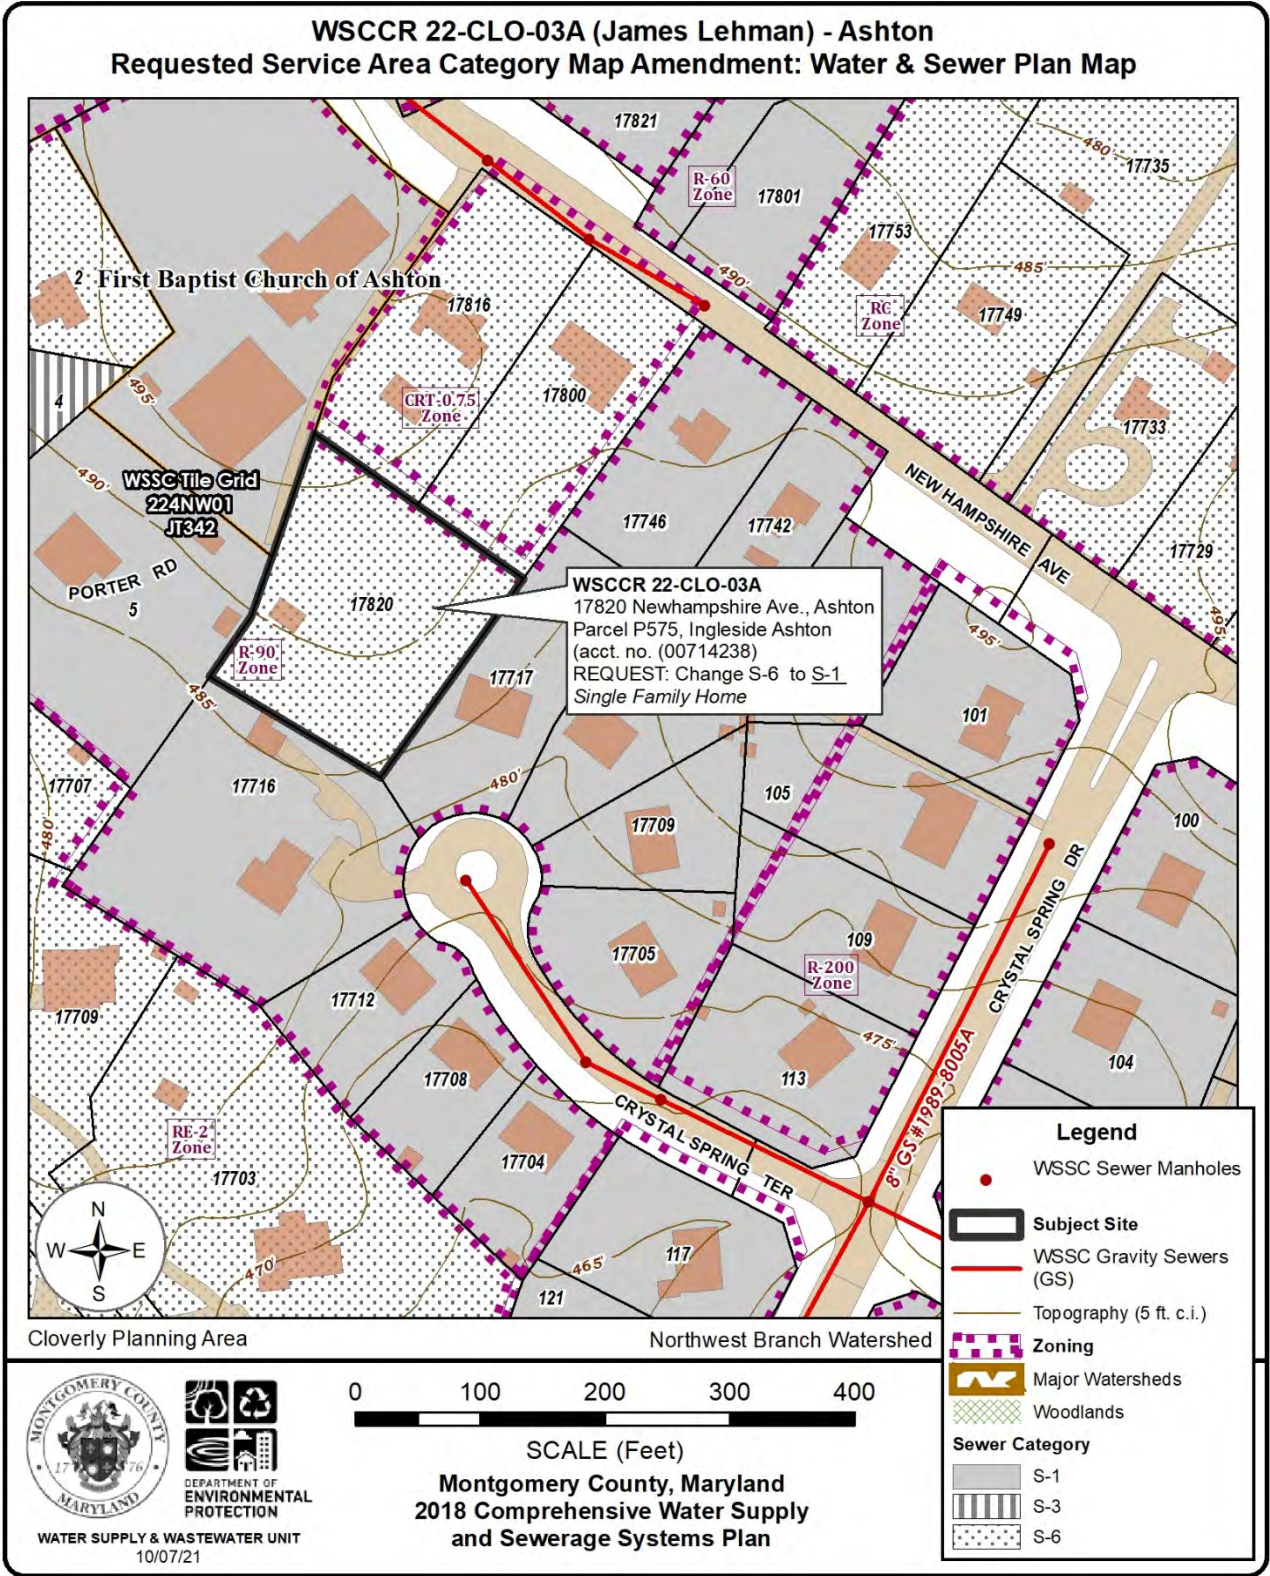 WSCCR 22-CLO-03A (James Lehman) - Ashton
Requested Service Area Category Map Amendment: Water & Sewer Plan Map
17821
R-60
Zone
17801
480'
17735
17753
490'
485'
2
First Baptist Church of Ashton
17816
RC
Zone
17749
495'
4
CRT-0.75
Zone
17800
17733
490'
WSSC Tile Grid
224NW01
JT342
17746
17742
NEW HAMPSHIRE AVE
17729
PORTER RD
5
17820
WSCCR 22-CLO-03A
17820 Newhampshire Ave., Ashton
Parcel P575, Ingleside Ashton
(acct. no. (00714238)
REQUEST: Change S-6 to S-1
Single Family Home
495'
495'
R-90
Zone
485'
17717
101
17707
17716
480'
105
480'
17709
100
CRYSTAL SPRING DR
109
17705
R-200
Zone
17709
17712
475'
104
17708
113
8" GS #1989-8005A
CRYSTAL SPRING TER
RE-2
Zone
17703
17704
N
W E
S
470'
465'
117
121
Legend
WSSC Sewer Manholes
Subject Site
WSSC Gravity Sewers
(GS)
Topography (5 ft. c.i.)
Zoning
Major Watersheds
Woodlands
Sewer Category
S-1
S-3
S-6
Cloverly Planning Area
Northwest Branch Watershed
MONTGOMERY COUNTY
17 76
MARYLAND
DEPARTMENT OF
ENVIRONMENTAL
PROTECTION
WATER SUPPLY & WASTEWATER UNIT
10/07/21
0 100 200 300 400
SCALE (Feet)
Montgomery County, Maryland
2018 Comprehensive Water Supply
and Sewerage Systems Plan